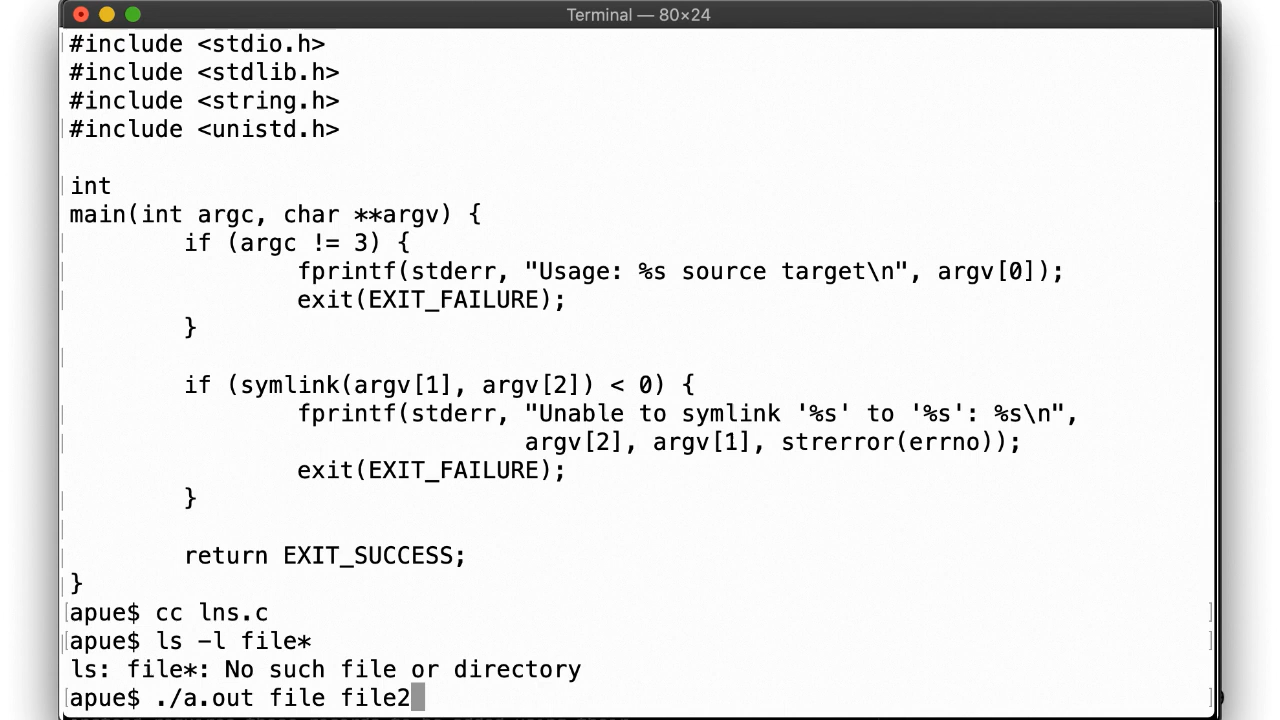 Terminal — 80×24
#include <stdio.h>
#include <stdlib.h>
#include <string.h>
#include <unistd.h>
int
main(int argc, char **argv) {
if (argc != 3) {
fprintf(stderr, "Usage: %s source target\n", argv[0]);
exit(EXIT_FAILURE);
}
if (symlink(argv[1], argv[2]) < 0) {
fprintf(stderr, "Unable to symlink '%s' to '%s': %s\n",
argv[2], argv[1], strerror(errno));
exit(EXIT_FAILURE);
}
return EXIT_SUCCESS;
}
apue$ cc lns.c
apue$ ls -l file*
ls: file*: No such file or directory
apue$ ./a.out file file2